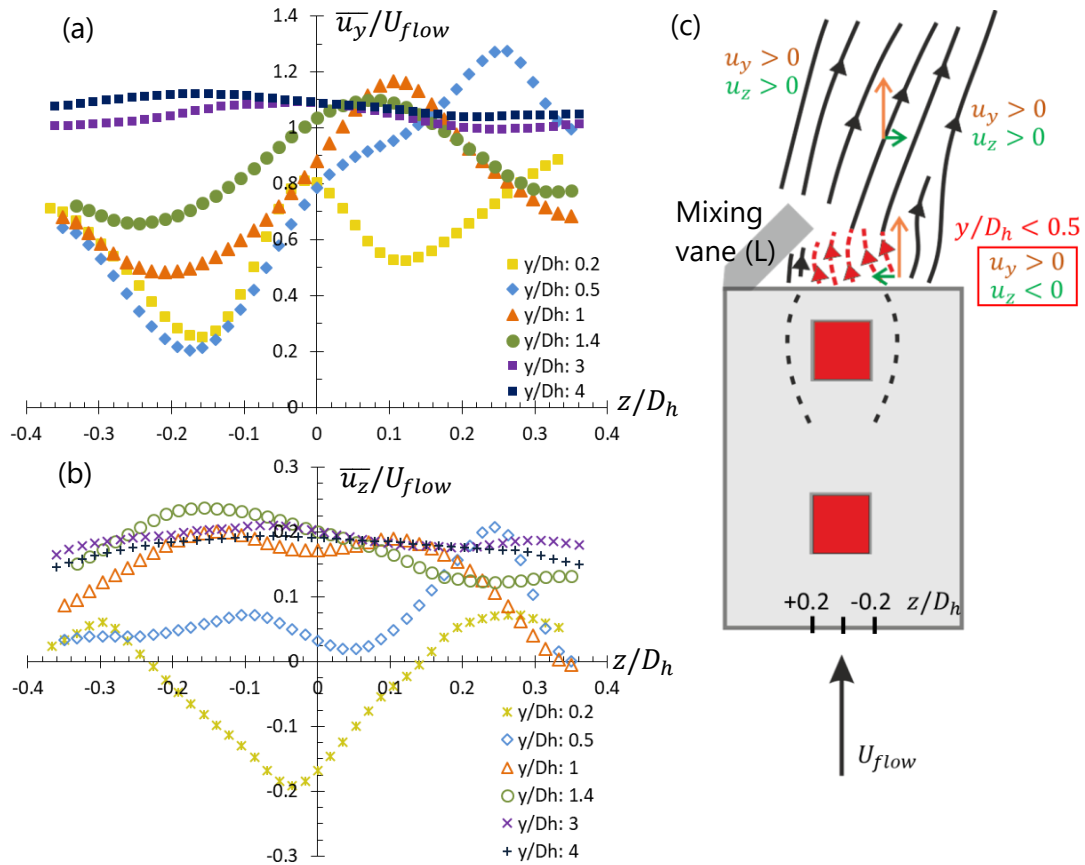 (a)
u_y/U_flow
1.4
1.2
1
0.8
0.6
0.4
0.2
0
y/Dh: 0.2
y/Dh: 0.5
y/Dh: 1
y/Dh: 1.4
y/Dh: 3
y/Dh: 4
z/D_h
-0.4 -0.3 -0.2 -0.1 0 0.1 0.2 0.3 0.4
(b)
u_z/U_flow
0.3
0.2
0.1
0
-0.1
-0.2
-0.3
-0.4 -0.3 -0.2 -0.1 0 0.1 0.2 0.3 0.4
z/D_h
y/Dh: 0.2
y/Dh: 0.5
y/Dh: 1
y/Dh: 1.4
y/Dh: 3
y/Dh: 4
(c)
u_y > 0
u_z > 0
u_y > 0
u_z > 0
Mixing
vane (L)
y/D_h < 0.5
u_y > 0
u_z < 0
+0.2 -0.2 z/D_h
U_flow